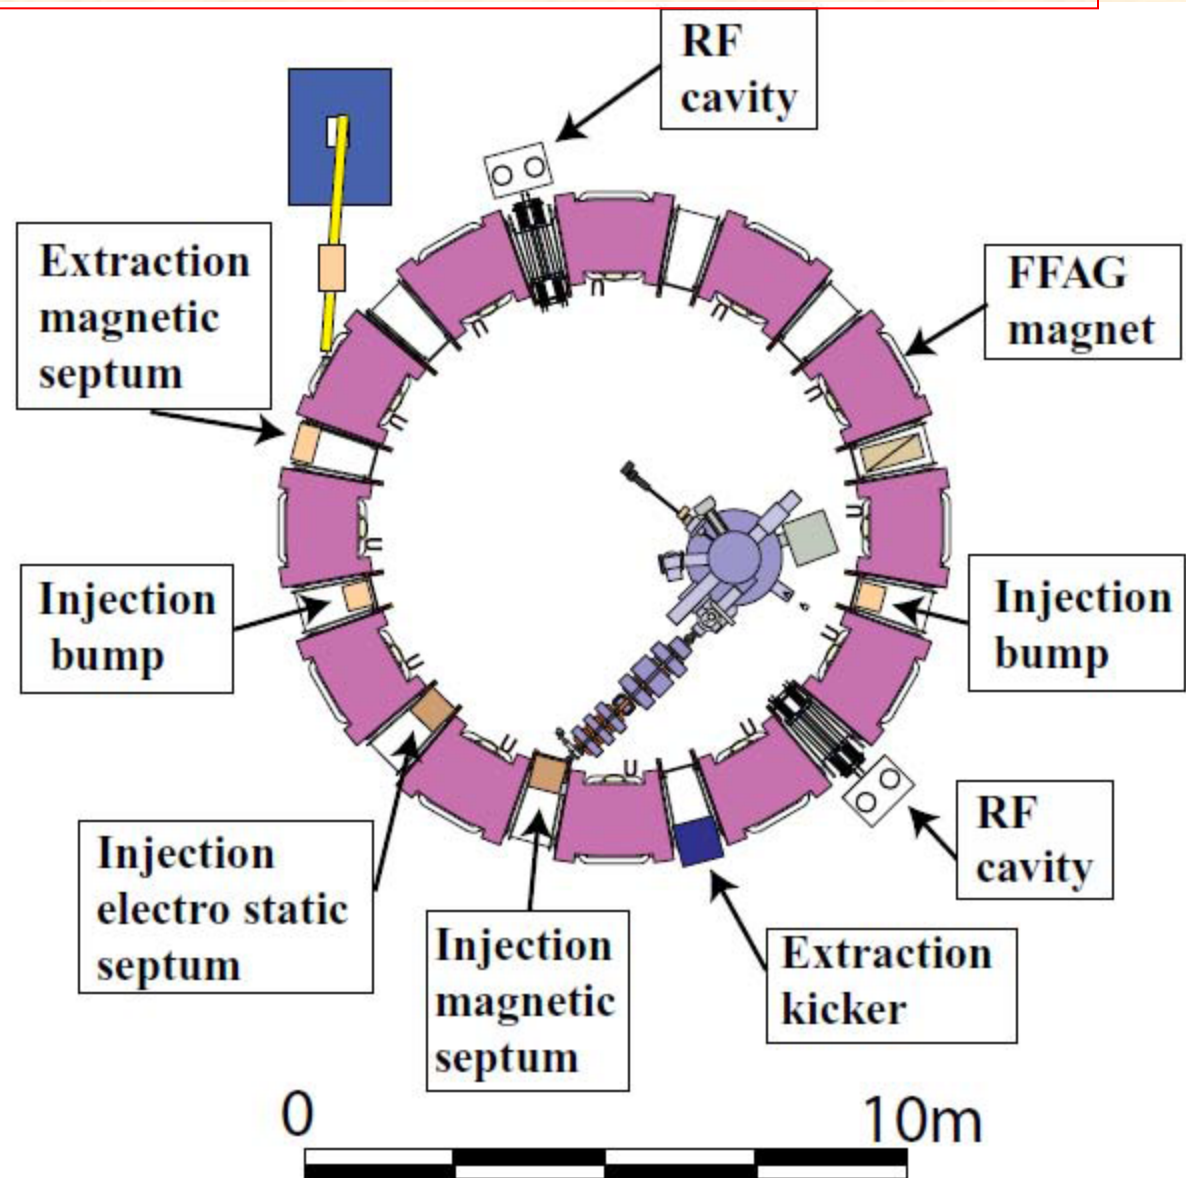 RF
cavity
Extraction
magnetic
septum
FFAG
magnet
Injection
bump
Injection
bump
Injection
electro static
septum
Injection
magnetic
septum
Extraction
kicker
RF
cavity
0
10m